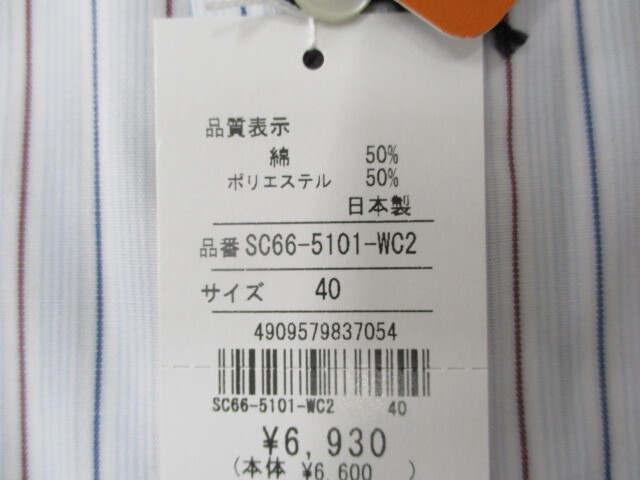 品質表示
綿 50%
ポリエステル 50%
日本製
品番 SC66-5101-WC2
サイズ 40
4909579837054
SC66-5101-WC2 40
¥6,930
(本体 ¥6,600 )